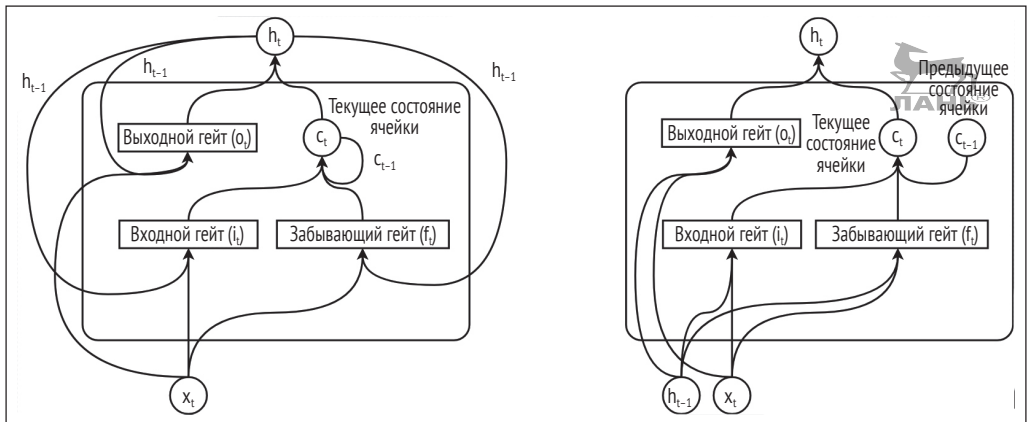 h_t
h_{t-1}
h_{t-1}
h_{t-1}
Текущее состояние
ячейки
Выходной гейт (o_t)
c_t
c_{t-1}
Входной гейт (i_t)
Забывающий гейт (f_t)
x_t
h_t
ЛАНЬ®
Предыдущее
состояние
ячейки
Выходной гейт (o_t)
Текущее
состояние
ячейки
c_t
c_{t-1}
Входной гейт (i_t)
Забывающий гейт (f_t)
h_{t-1}
x_t